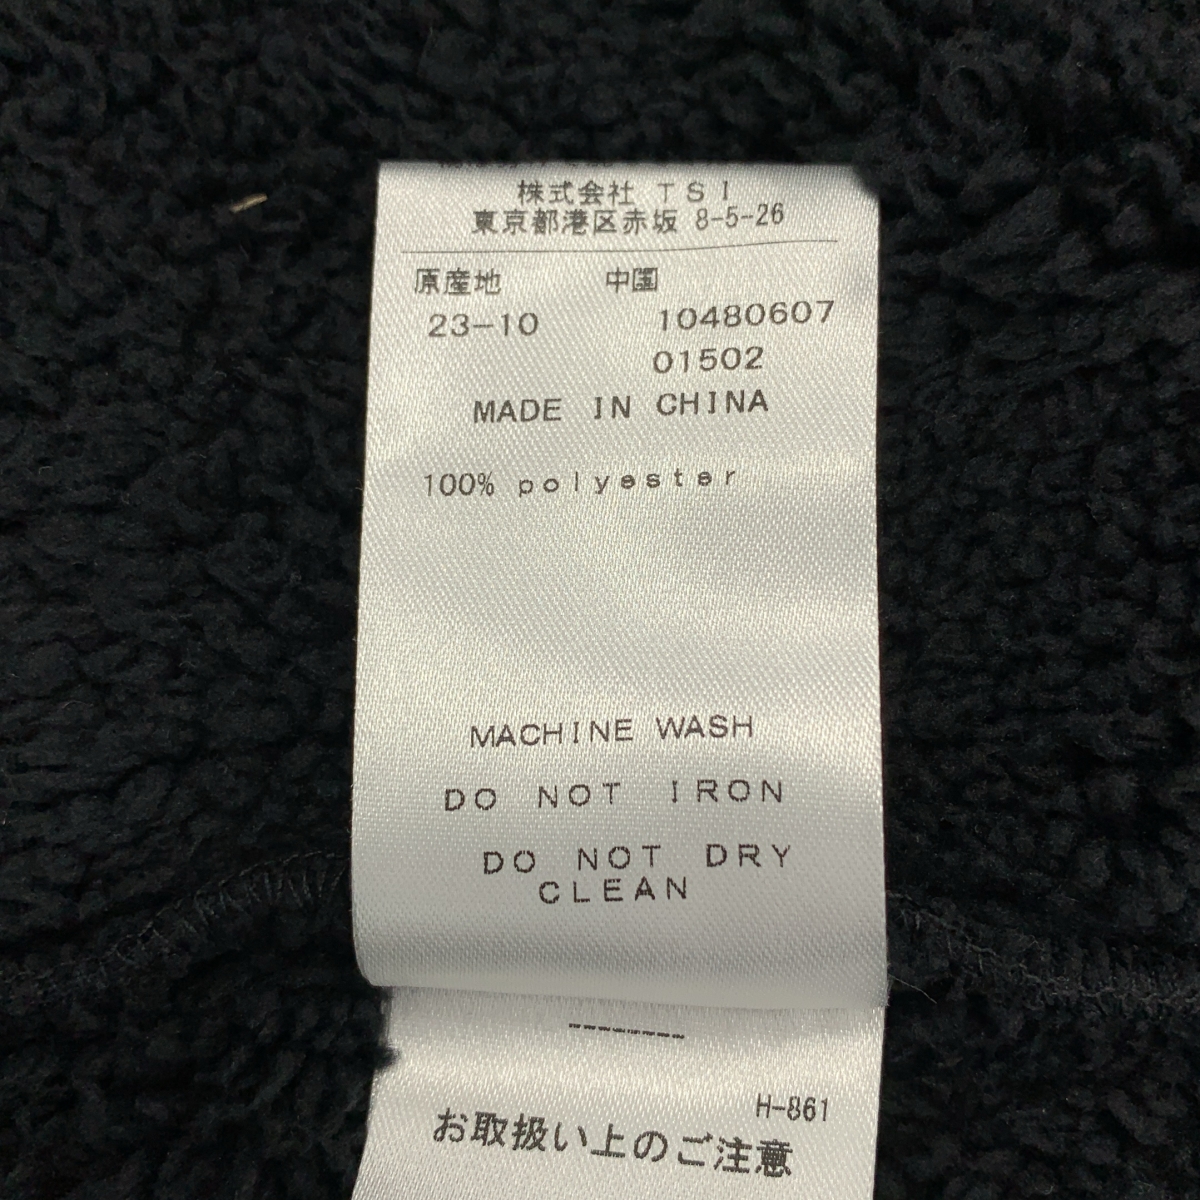 株式会社 TSI
東京都港区赤坂 8-5-26
原産地 中国
23-10 10480607
01502
MADE IN CHINA
100% polyester
MACHINE WASH
DO NOT IRON
DO NOT DRY
CLEAN
--------
H-861
お取扱い上のご注意